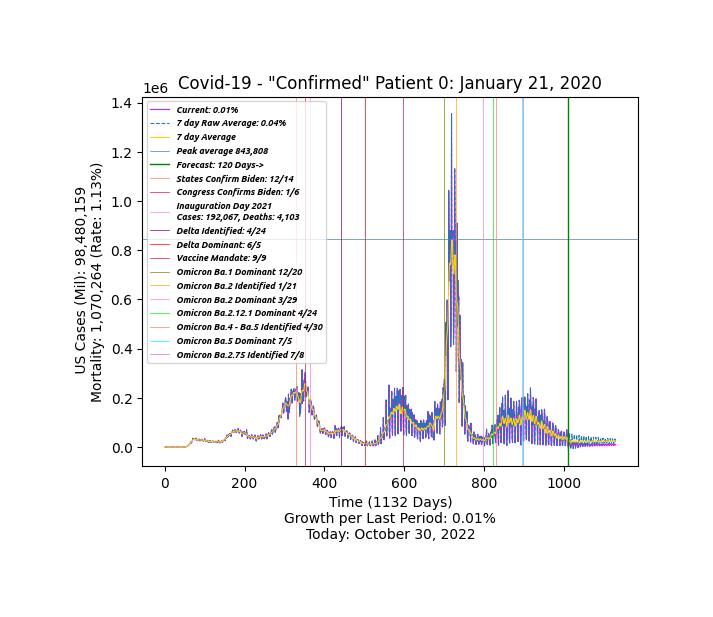 Covid-19 - "Confirmed" Patient 0: January 21, 2020
1e6
1.4
1.2
1.0
0.8
0.6
0.4
0.2
0.0
US Cases (Mil): 98,480,159
Mortality: 1,070,264 (Rate: 1.13%)
Current: 0.01%
7 day Raw Average: 0.04%
7 day Average
Peak average 843,808
Forecast: 120 Days->
States Confirm Biden: 12/14
Congress Confirms Biden: 1/6
Inauguration Day 2021
Cases: 192,067, Deaths: 4,103
Delta Identified: 4/24
Delta Dominant: 6/5
Vaccine Mandate: 9/9
Omicron Ba.1 Dominant 12/20
Omicron Ba.2 Identified 1/21
Omicron Ba.2 Dominant 3/29
Omicron Ba.2.12.1 Dominant 4/24
Omicron Ba.4 - Ba.5 Identified 4/30
Omicron Ba.5 Dominant 7/5
Omicron Ba.2.75 Identified 7/8
0 200 400 600 800 1000
Time (1132 Days)
Growth per Last Period: 0.01%
Today: October 30, 2022